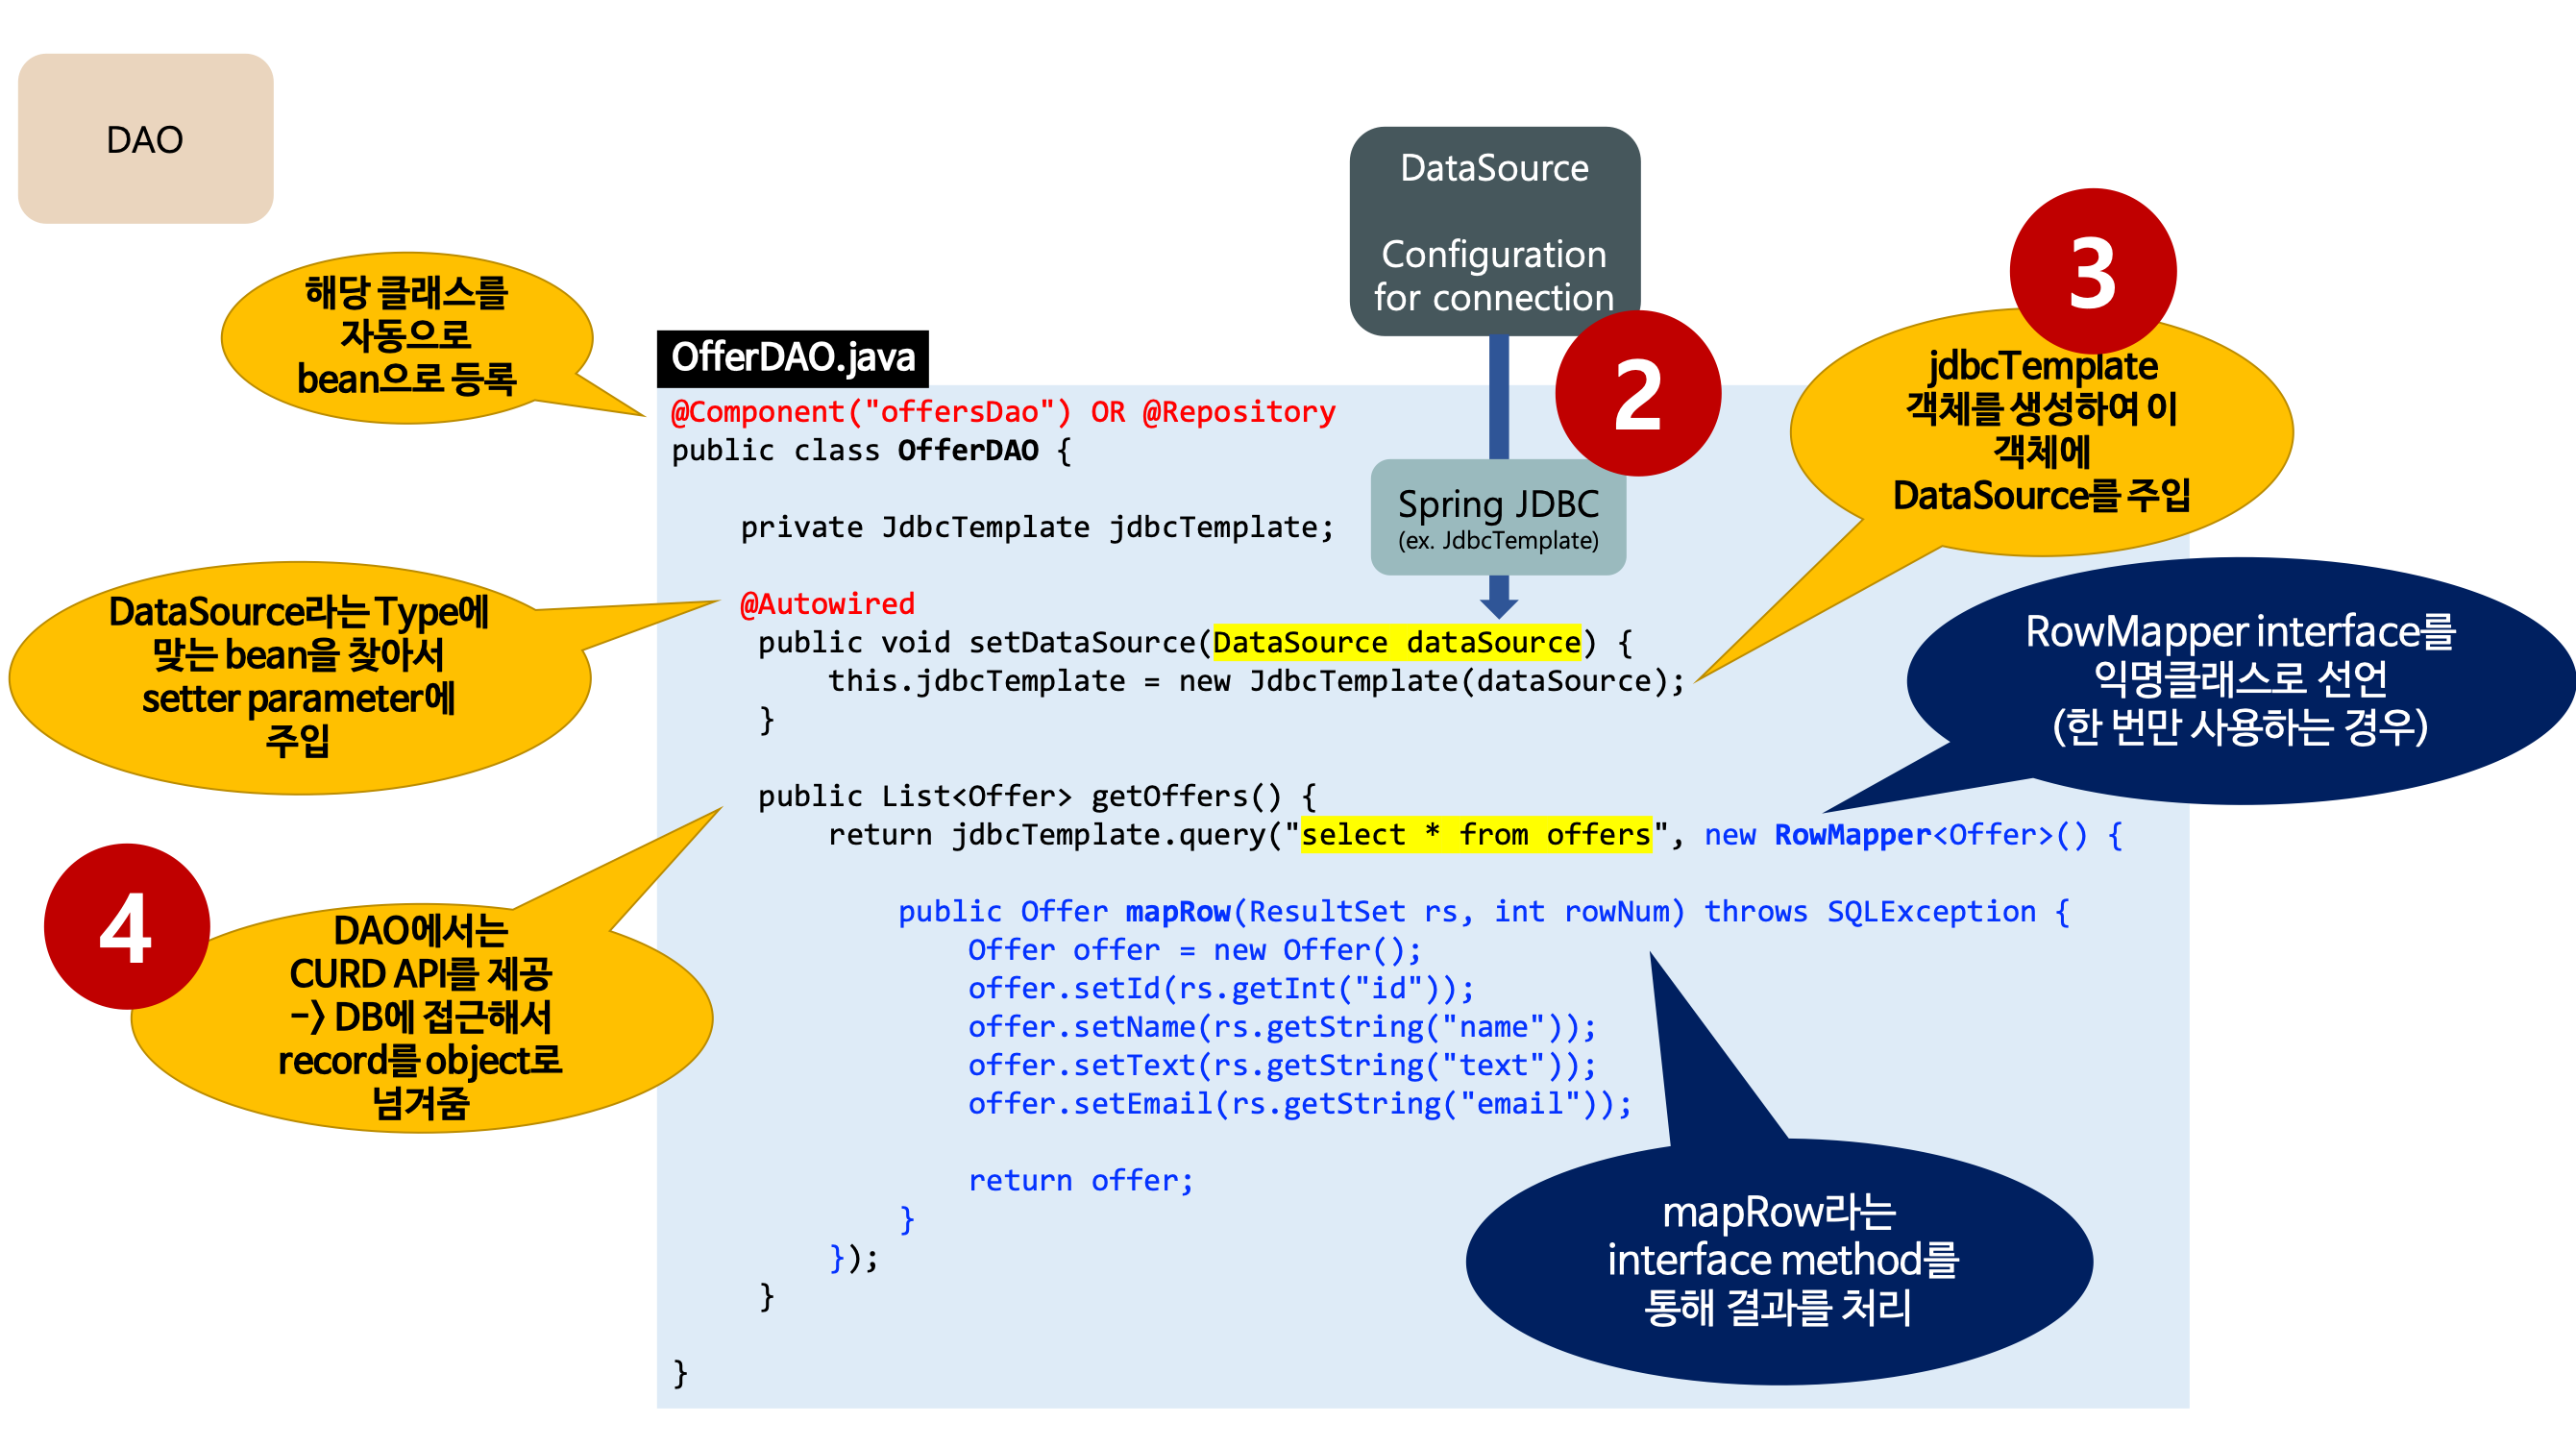 DAO
DataSource
Configuration
for connection
3
해당 클래스를
자동으로
bean으로 등록
2
jdbcTemplate
객체를 생성하여 이
객체에
DataSource를 주입
OfferDAO.java
@Component("offersDao") OR @Repository
public class OfferDAO {
Spring JDBC
(ex. JdbcTemplate)
private JdbcTemplate jdbcTemplate;
DataSource라는 Type에
맞는 bean을 찾아서
setter parameter에
주입
@Autowired
public void setDataSource(DataSource dataSource) {
this.jdbcTemplate = new JdbcTemplate(dataSource);
}
RowMapper interface를
익명클래스로 선언
(한 번만 사용하는 경우)
public List<Offer> getOffers() {
return jdbcTemplate.query("select * from offers", new RowMapper<Offer>() {
4
DAO에서는
CURD API를 제공
-> DB에 접근해서
record를 object로
넘겨줌
public Offer mapRow(ResultSet rs, int rowNum) throws SQLException {
Offer offer = new Offer();
offer.setId(rs.getInt("id"));
offer.setName(rs.getString("name"));
offer.setText(rs.getString("text"));
offer.setEmail(rs.getString("email"));
return offer;
}
});
}
}
mapRow라는
interface method를
통해 결과를 처리